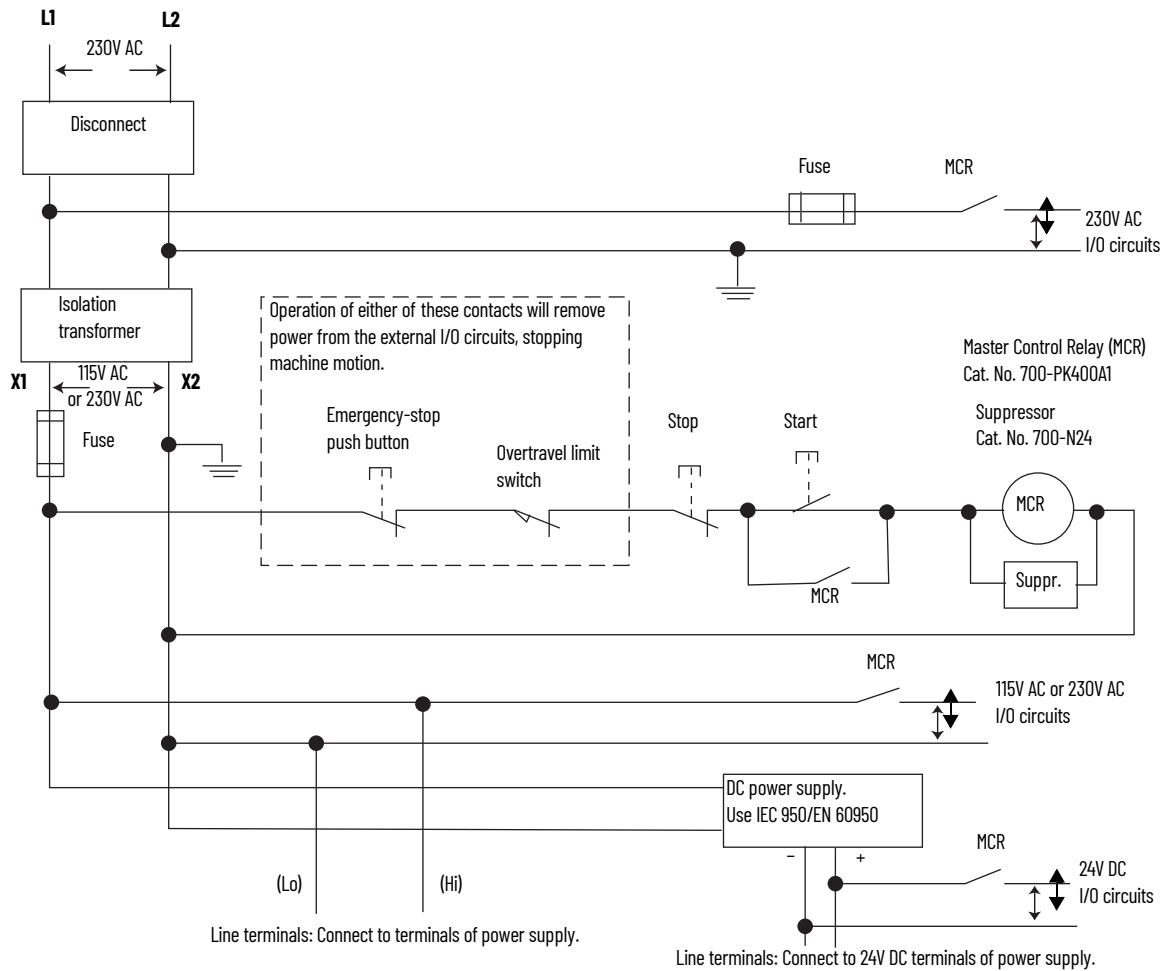 L1
L2
230V AC
Disconnect
Fuse
MCR
230V AC
I/O circuits
Isolation
transformer
X1
115V AC
or 230V AC
X2
Fuse
Operation of either of these contacts will remove
power from the external I/O circuits, stopping
machine motion.
Emergency-stop
push button
Overtravel limit
switch
Stop
Start
Master Control Relay (MCR)
Cat. No. 700-PK400A1
Suppressor
Cat. No. 700-N24
MCR
Suppr.
MCR
MCR
115V AC or 230V AC
I/O circuits
DC power supply.
Use IEC 950/EN 60950
–
+
MCR
24V DC
I/O circuits
(Lo)
(Hi)
Line terminals: Connect to terminals of power supply.
Line terminals: Connect to 24V DC terminals of power supply.